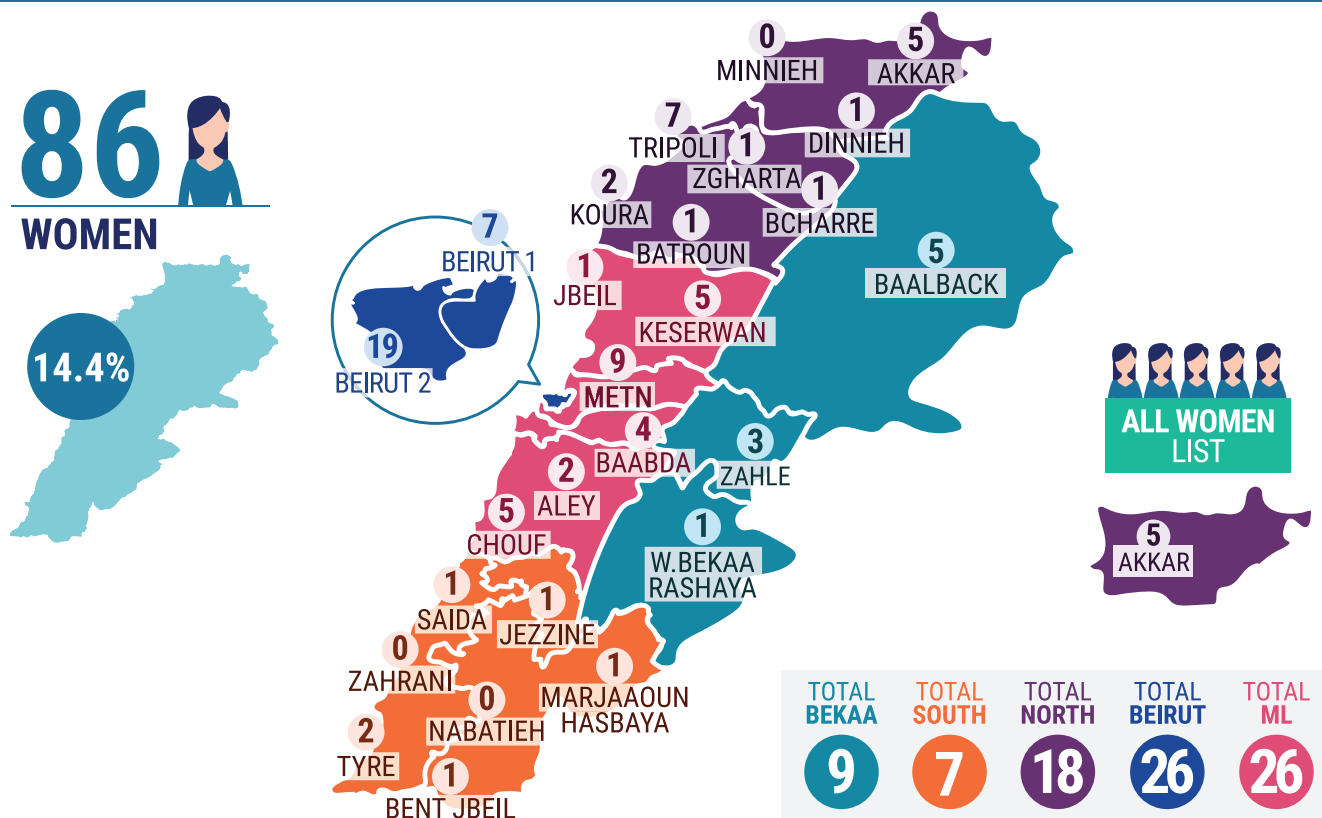 86
WOMEN
14.4%
0
MINNIEH
5
AKKAR
7
TRIPOLI
1
DINNIEH
1
ZGHARTA
2
KOURA
1
BCHARRE
1
BATROUN
7
BEIRUT 1
19
BEIRUT 2
1
JBEIL
5
KESERWAN
5
BAALBACK
9
METN
4
BAABDA
3
ZAHLE
2
ALEY
5
CHOUF
1
W.BEKAA
RASHAYA
1
SAIDA
1
JEZZINE
0
ZAHRANI
1
MARJAAOUN
HASBAYA
0
NABATIEH
2
TYRE
1
BENT JBEIL
ALL WOMEN
LIST
5
AKKAR
TOTAL
BEKAA
9
TOTAL
SOUTH
7
TOTAL
NORTH
18
TOTAL
BEIRUT
26
TOTAL
ML
26